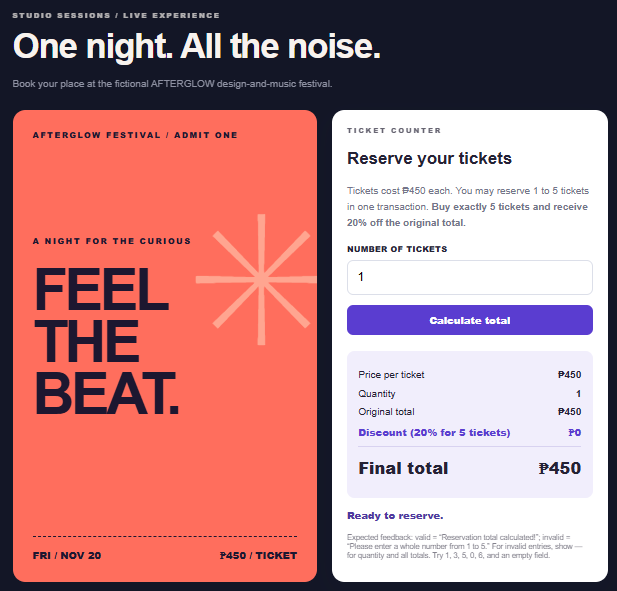 STUDIO SESSIONS / LIVE EXPERIENCE
One night. All the noise.
Book your place at the fictional AFTERGLOW design-and-music festival.
AFTERGLOW FESTIVAL / ADMIT ONE
A NIGHT FOR THE CURIOUS
FEEL
THE
BEAT.
FRI / NOV 20
₱450 / TICKET
TICKET COUNTER
Reserve your tickets
Tickets cost ₱450 each. You may reserve 1 to 5 tickets
in one transaction. Buy exactly 5 tickets and receive
20% off the original total.
NUMBER OF TICKETS
1
Calculate total
Price per ticket ₱450
Quantity 1
Original total ₱450
Discount (20% for 5 tickets) ₱0
Final total ₱450
Ready to reserve.
Expected feedback: valid = "Reservation total calculated!"; invalid =
"Please enter a whole number from 1 to 5." For invalid entries, show —
for quantity and all totals. Try 1, 3, 5, 0, 6, and an empty field.